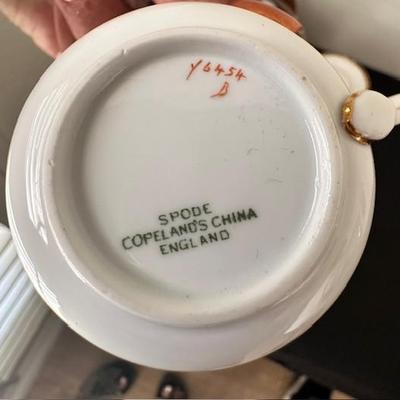 Y6454
B
SPODE
COPELAND'S CHINA
ENGLAND